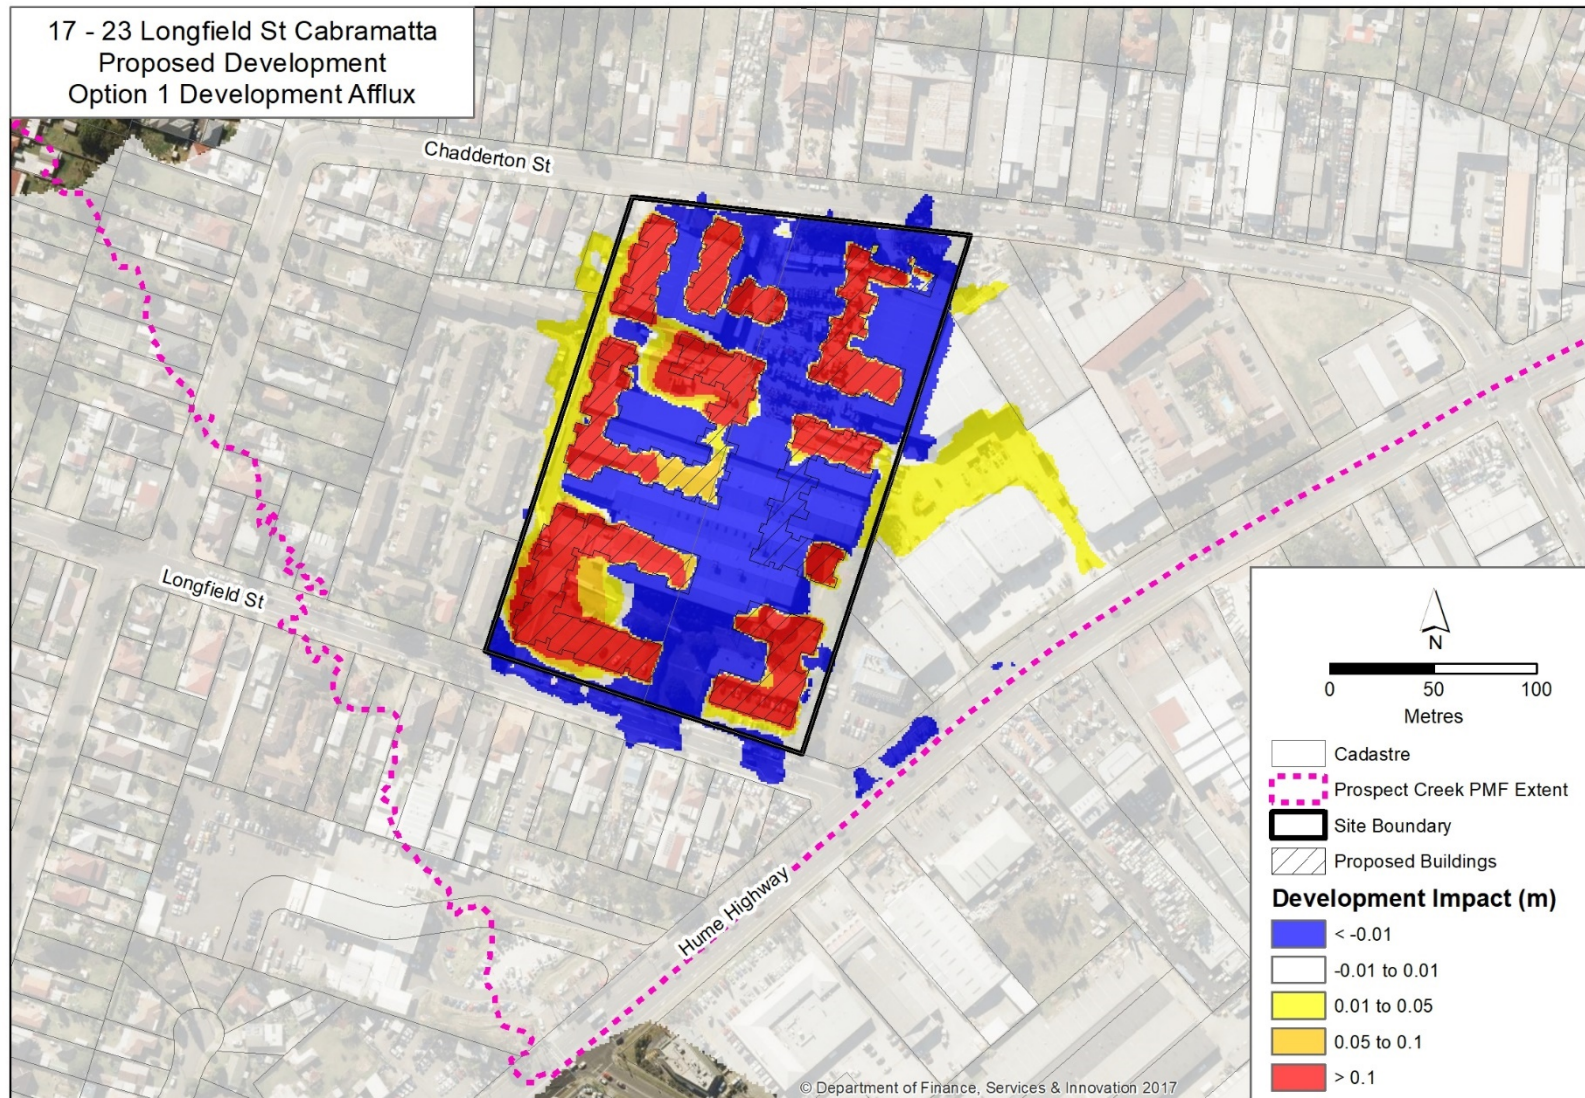 17 - 23 Longfield St Cabramatta
Proposed Development
Option 1 Development Afflux
Chadderton St
Longfield St
Hume Highway
N
0 50 100
Metres
Cadastre
Prospect Creek PMF Extent
Site Boundary
Proposed Buildings
Development Impact (m)
< -0.01
-0.01 to 0.01
0.01 to 0.05
0.05 to 0.1
> 0.1
© Department of Finance, Services & Innovation 2017